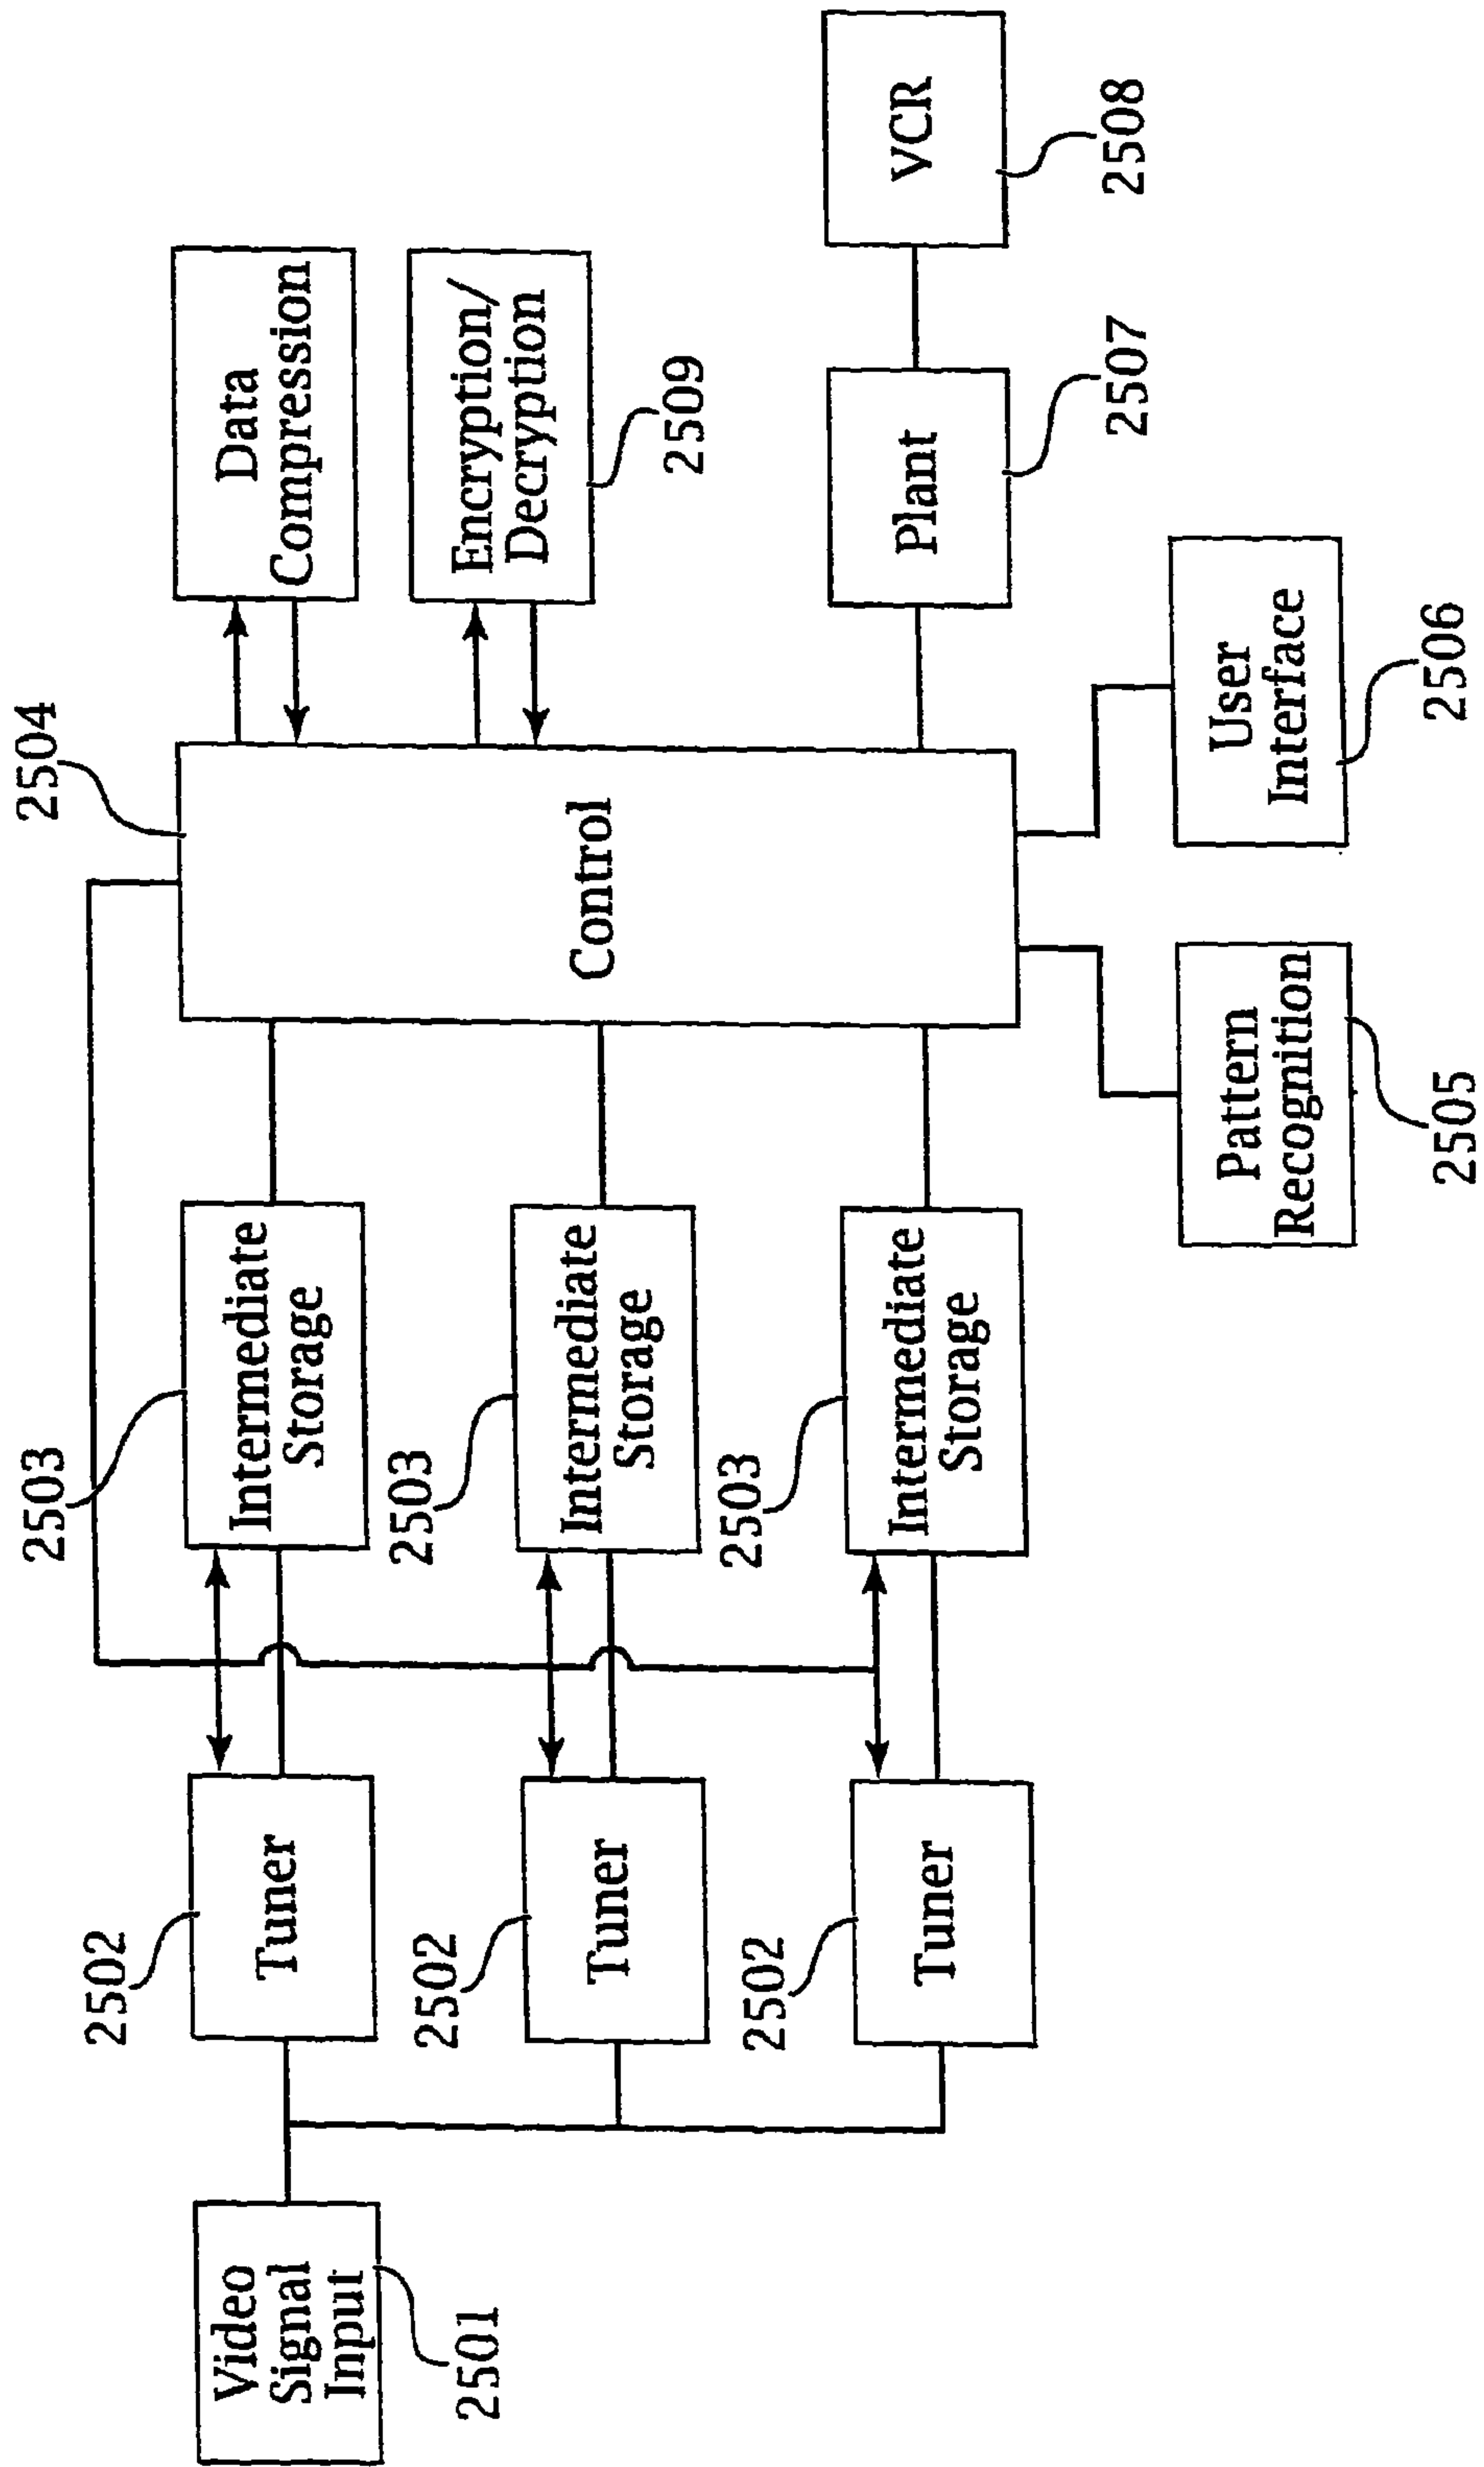 2504
Data
Compression
Encryption/
Decryption
2509
2503
Intermediate
Storage
2503
Intermediate
Storage
2503
Intermediate
Storage
Control
2502
Tuner
2502
Tuner
2502
Tuner
Video
Signal
Input
2501
Plant
2507
VCR
2508
Pattern
Recognition
2505
User
Interface
2506